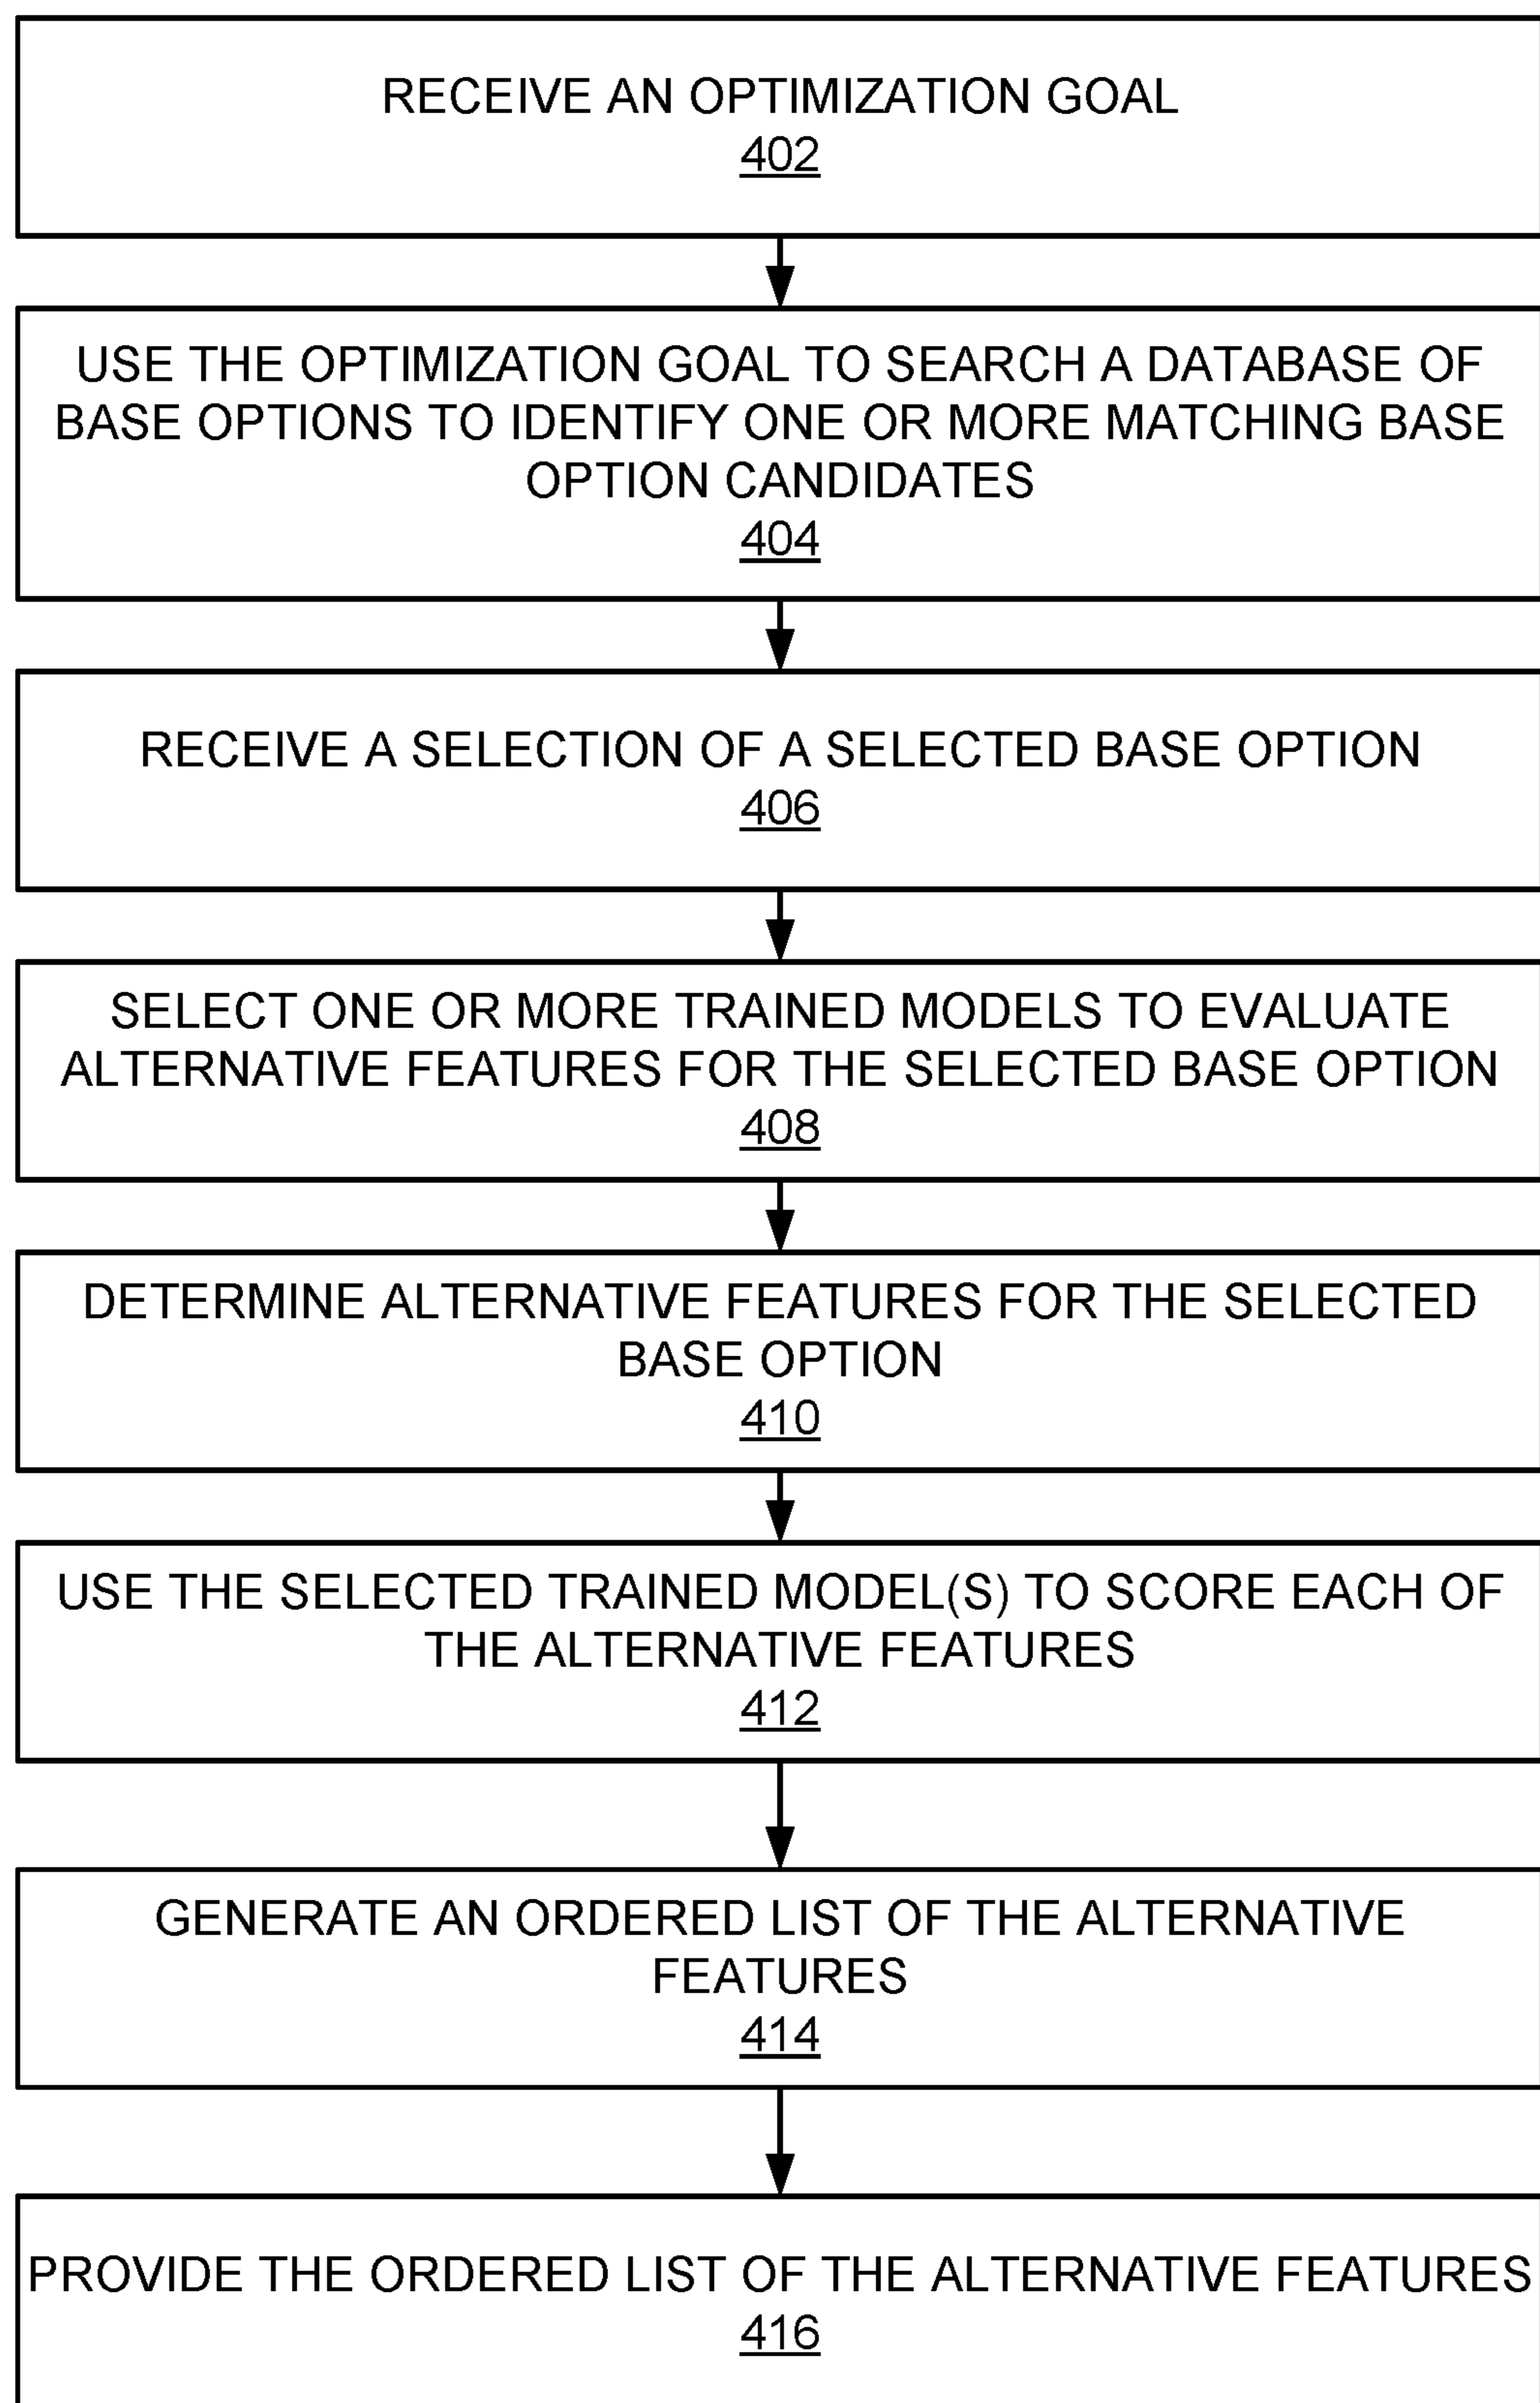 RECEIVE AN OPTIMIZATION GOAL
402
USE THE OPTIMIZATION GOAL TO SEARCH A DATABASE OF
BASE OPTIONS TO IDENTIFY ONE OR MORE MATCHING BASE
OPTION CANDIDATES
404
RECEIVE A SELECTION OF A SELECTED BASE OPTION
406
SELECT ONE OR MORE TRAINED MODELS TO EVALUATE
ALTERNATIVE FEATURES FOR THE SELECTED BASE OPTION
408
DETERMINE ALTERNATIVE FEATURES FOR THE SELECTED
BASE OPTION
410
USE THE SELECTED TRAINED MODEL(S) TO SCORE EACH OF
THE ALTERNATIVE FEATURES
412
GENERATE AN ORDERED LIST OF THE ALTERNATIVE
FEATURES
414
PROVIDE THE ORDERED LIST OF THE ALTERNATIVE FEATURES
416